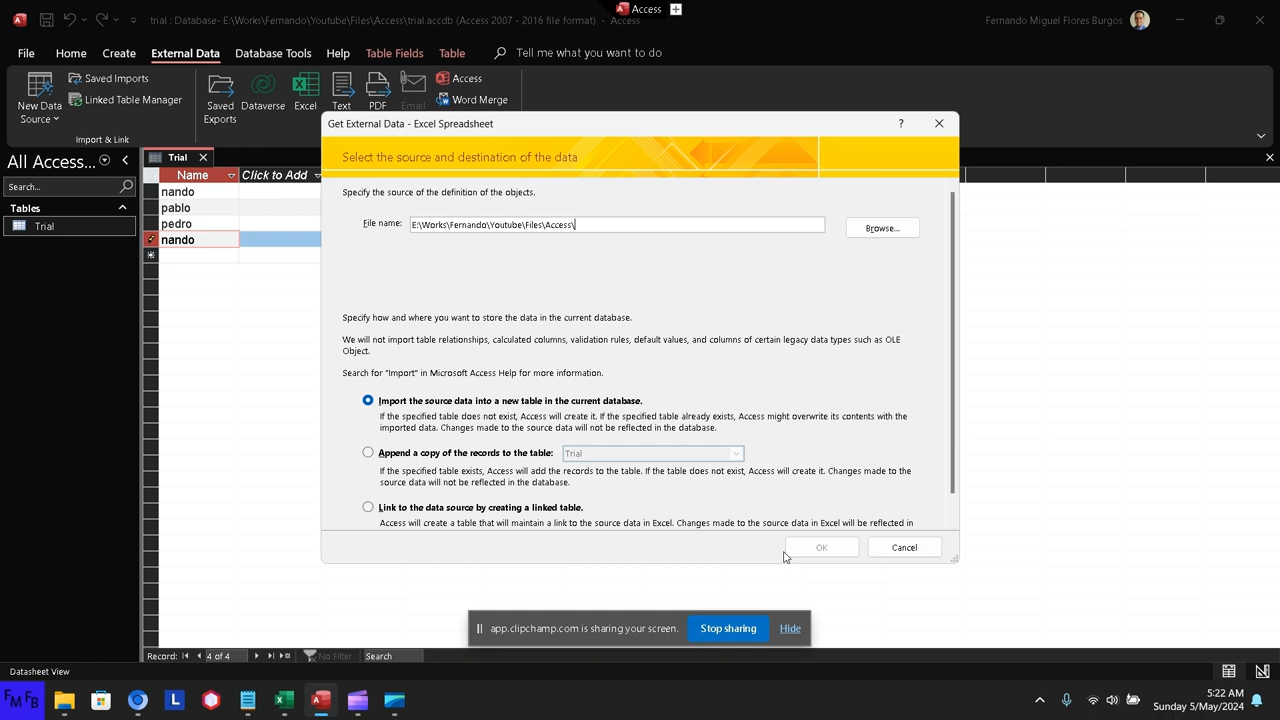 Access
trial : Database- E:\Works\Fernando\Youtube\Files\Access\trial.accdb (Access 2007 - 2016 file format) - Access
Fernando Miguel Flores Burgos
File Home Create External Data Database Tools Help Table Fields Table Tell me what you want to do
New Data Source
Saved Imports
Linked Table Manager
Import & Link
Saved Exports
Dataverse
Excel
Text
PDF
Email
Access
Word Merge
All Access...
Search...
Tables
Trial
Trial
Name Click to Add
nando
pablo
pedro
nando
Get External Data - Excel Spreadsheet
?
Select the source and destination of the data
Specify the source of the definition of the objects.
File name: E:\Works\Fernando\Youtube\Files\Access\
Browse...
Specify how and where you want to store the data in the current database.
We will not import table relationships, calculated columns, validation rules, default values, and columns of certain legacy data types such as OLE
Object.
Search for "Import" in Microsoft Access Help for more information.
Import the source data into a new table in the current database.
If the specified table does not exist, Access will create it. If the specified table already exists, Access might overwrite its contents with the
imported data. Changes made to the source data will not be reflected in the database.
Append a copy of the records to the table: Trial
If the specified table exists, Access will add the records to the table. If the table does not exist, Access will create it. Changes made to the
source data will not be reflected in the database.
Link to the data source by creating a linked table.
Access will create a table that will maintain a link to the source data in Excel. Changes made to the source data in Excel will be reflected in
OK Cancel
app.clipchamp.com is sharing your screen. Stop sharing Hide
Record: 4 of 4 No Filter Search
Datasheet View
FMFB
L
5:22 AM
Sunday 5/May/2024